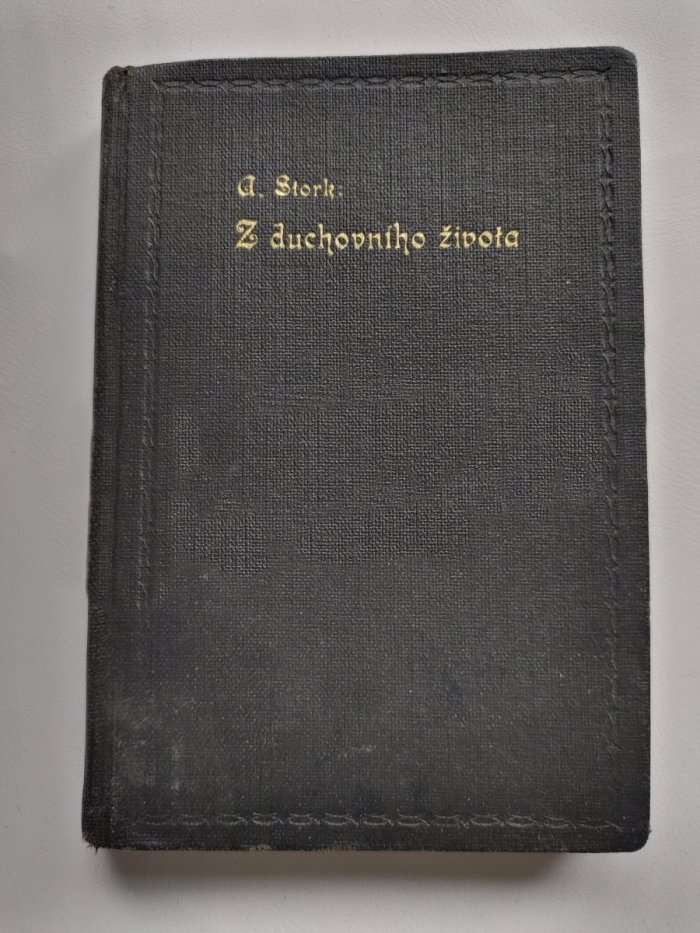 A. Stork:
Z duchovního života